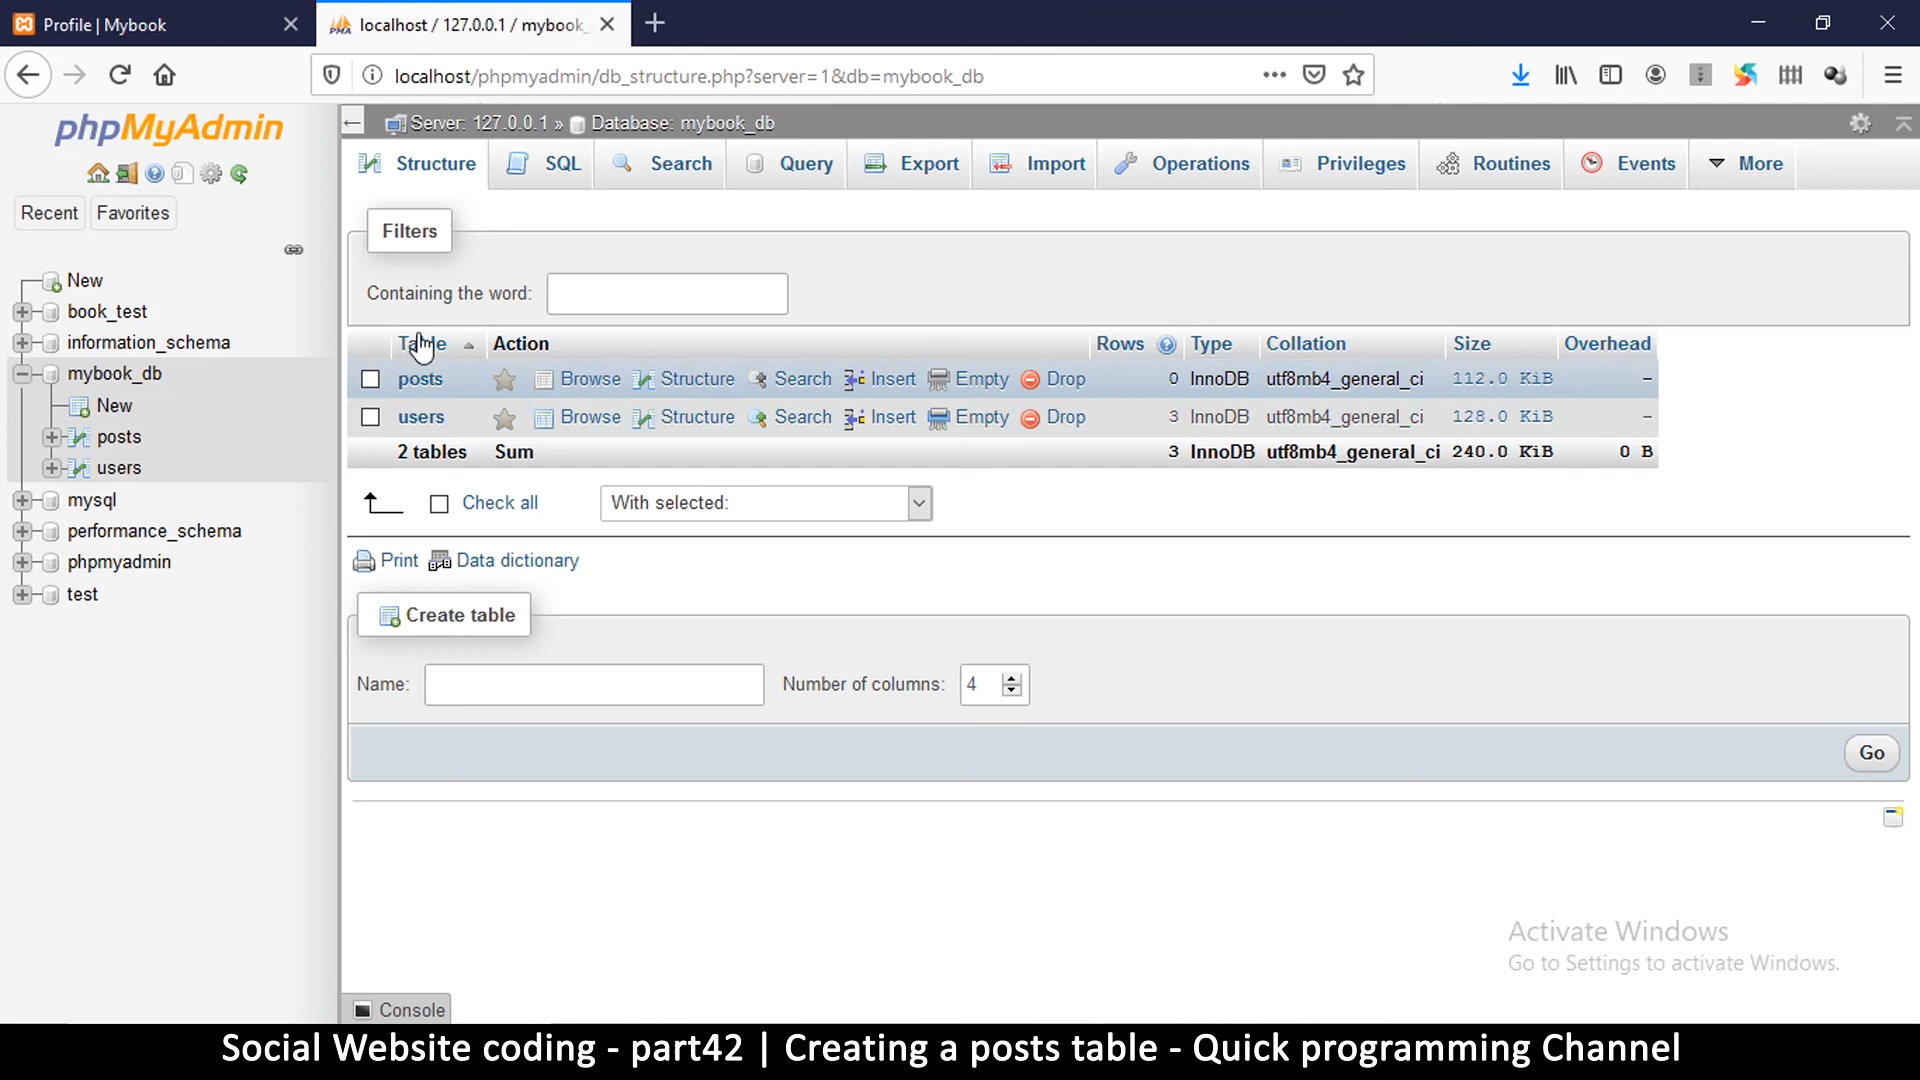 Profile | Mybook
localhost / 127.0.0.1 / mybook_
localhost/phpmyadmin/db_structure.php?server=1&db=mybook_db
phpMyAdmin
Recent
Favorites
New
book_test
information_schema
mybook_db
New
posts
users
mysql
performance_schema
phpmyadmin
test
Server: 127.0.0.1 » Database: mybook_db
Structure SQL Search Query Export Import Operations Privileges Routines Events More
Filters
Containing the word:
Table Action Rows Type Collation Size Overhead
posts Browse Structure Search Insert Empty Drop 0 InnoDB utf8mb4_general_ci 112.0 KiB -
users Browse Structure Search Insert Empty Drop 3 InnoDB utf8mb4_general_ci 128.0 KiB -
2 tables Sum 3 InnoDB utf8mb4_general_ci 240.0 KiB 0 B
Check all With selected:
Print Data dictionary
Create table
Name: Number of columns: 4
Go
Activate Windows
Go to Settings to activate Windows.
Console
Social Website coding - part42 | Creating a posts table - Quick programming Channel